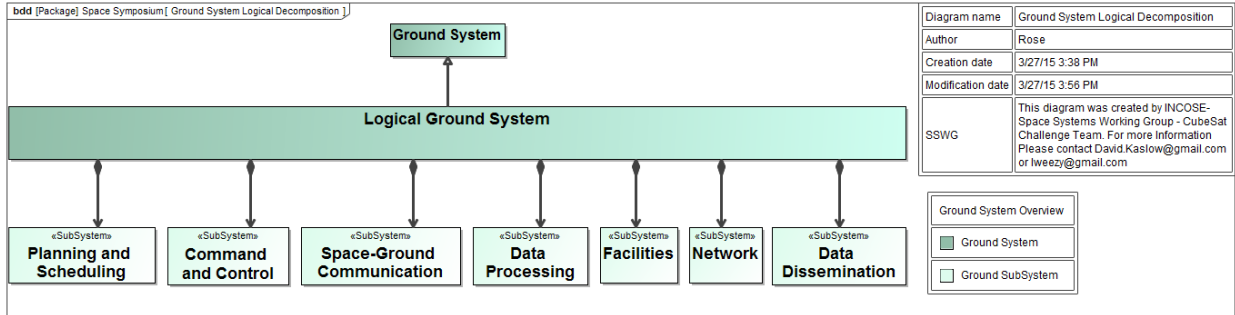 bdd [Package] Space Symposium[ Ground System Logical Decomposition ]
Ground System
Logical Ground System
«SubSystem»
Planning and
Scheduling
«SubSystem»
Command
and Control
«SubSystem»
Space-Ground
Communication
«SubSystem»
Data
Processing
«SubSystem»
Facilities
«SubSystem»
Network
«SubSystem»
Data
Dissemination
Diagram name Ground System Logical Decomposition
Author Rose
Creation date 3/27/15 3:38 PM
Modification date 3/27/15 3:56 PM
SSWG
This diagram was created by INCOSE-
Space Systems Working Group - CubeSat
Challenge Team. For more Information
Please contact David.Kaslow@gmail.com
or lweezy@gmail.com
Ground System Overview
Ground System
Ground SubSystem